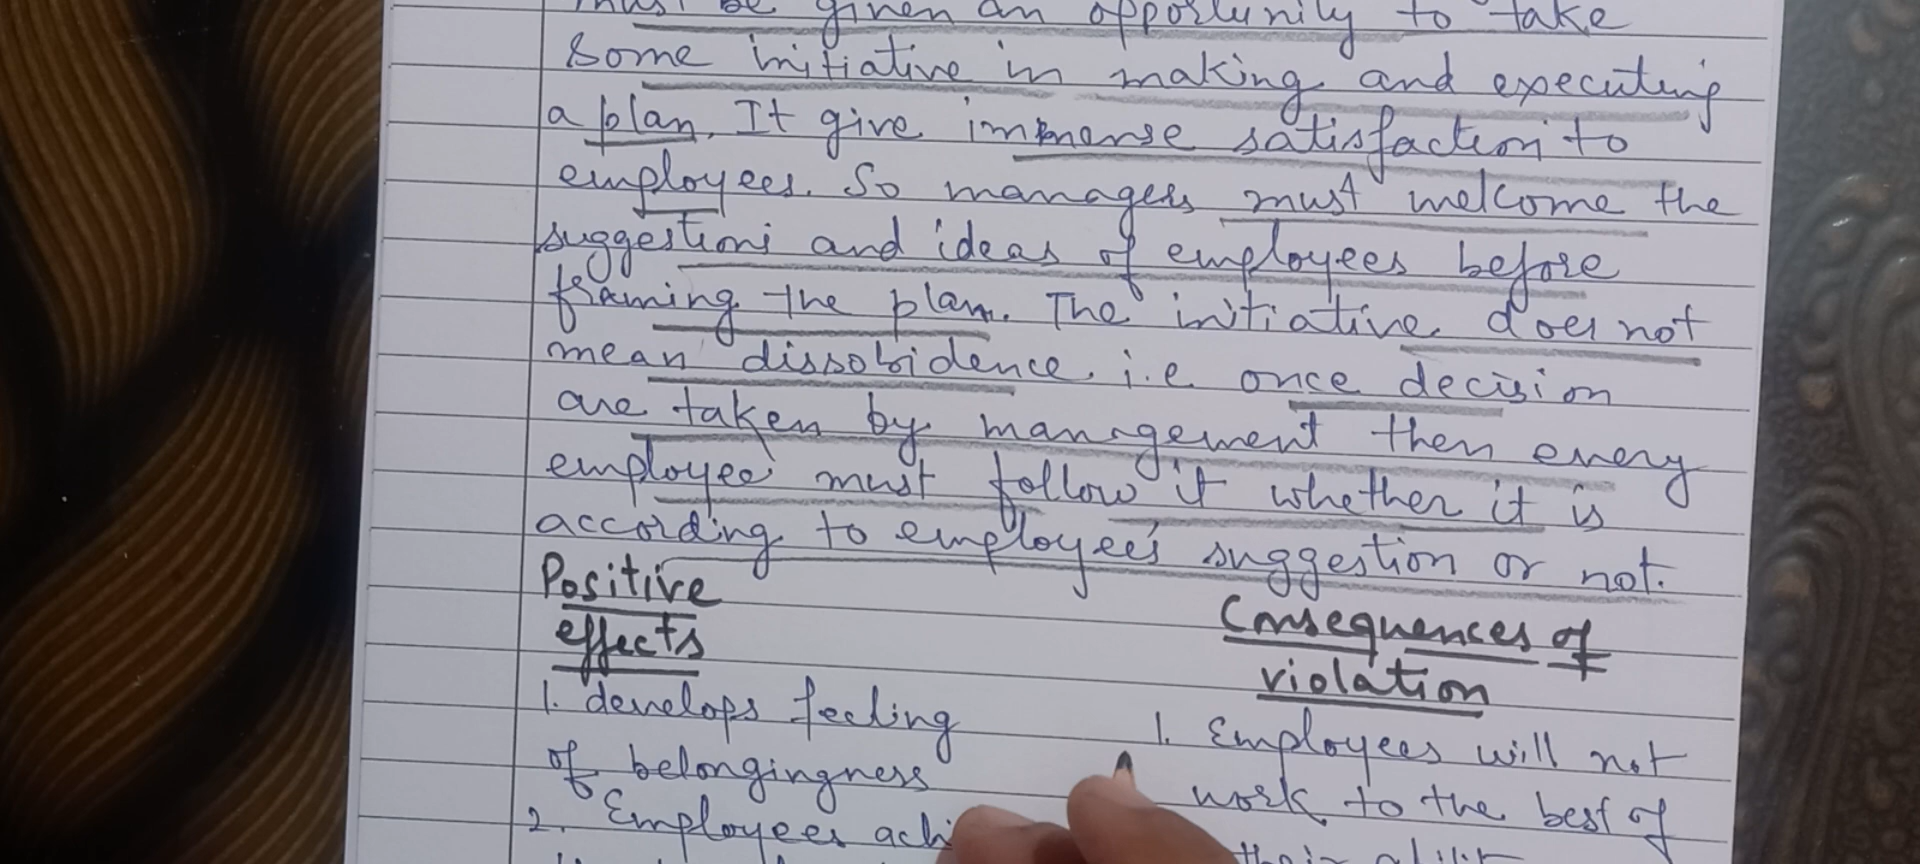 must be given an opportunity to take
some initiative in making and executing
a plan. It give immense satisfaction to
employees. So managers must welcome the
suggestions and ideas of employees before
framing the plan. The initiative does not
mean dissobidence i.e once decision
are taken by management then every
employee must follow it whether it is
according to employee's suggestion or not.
Positive
effects
1. develops feeling
of belongingness
2. Employees
Consequences of
violation
1. Employees will not
work to the best of
their